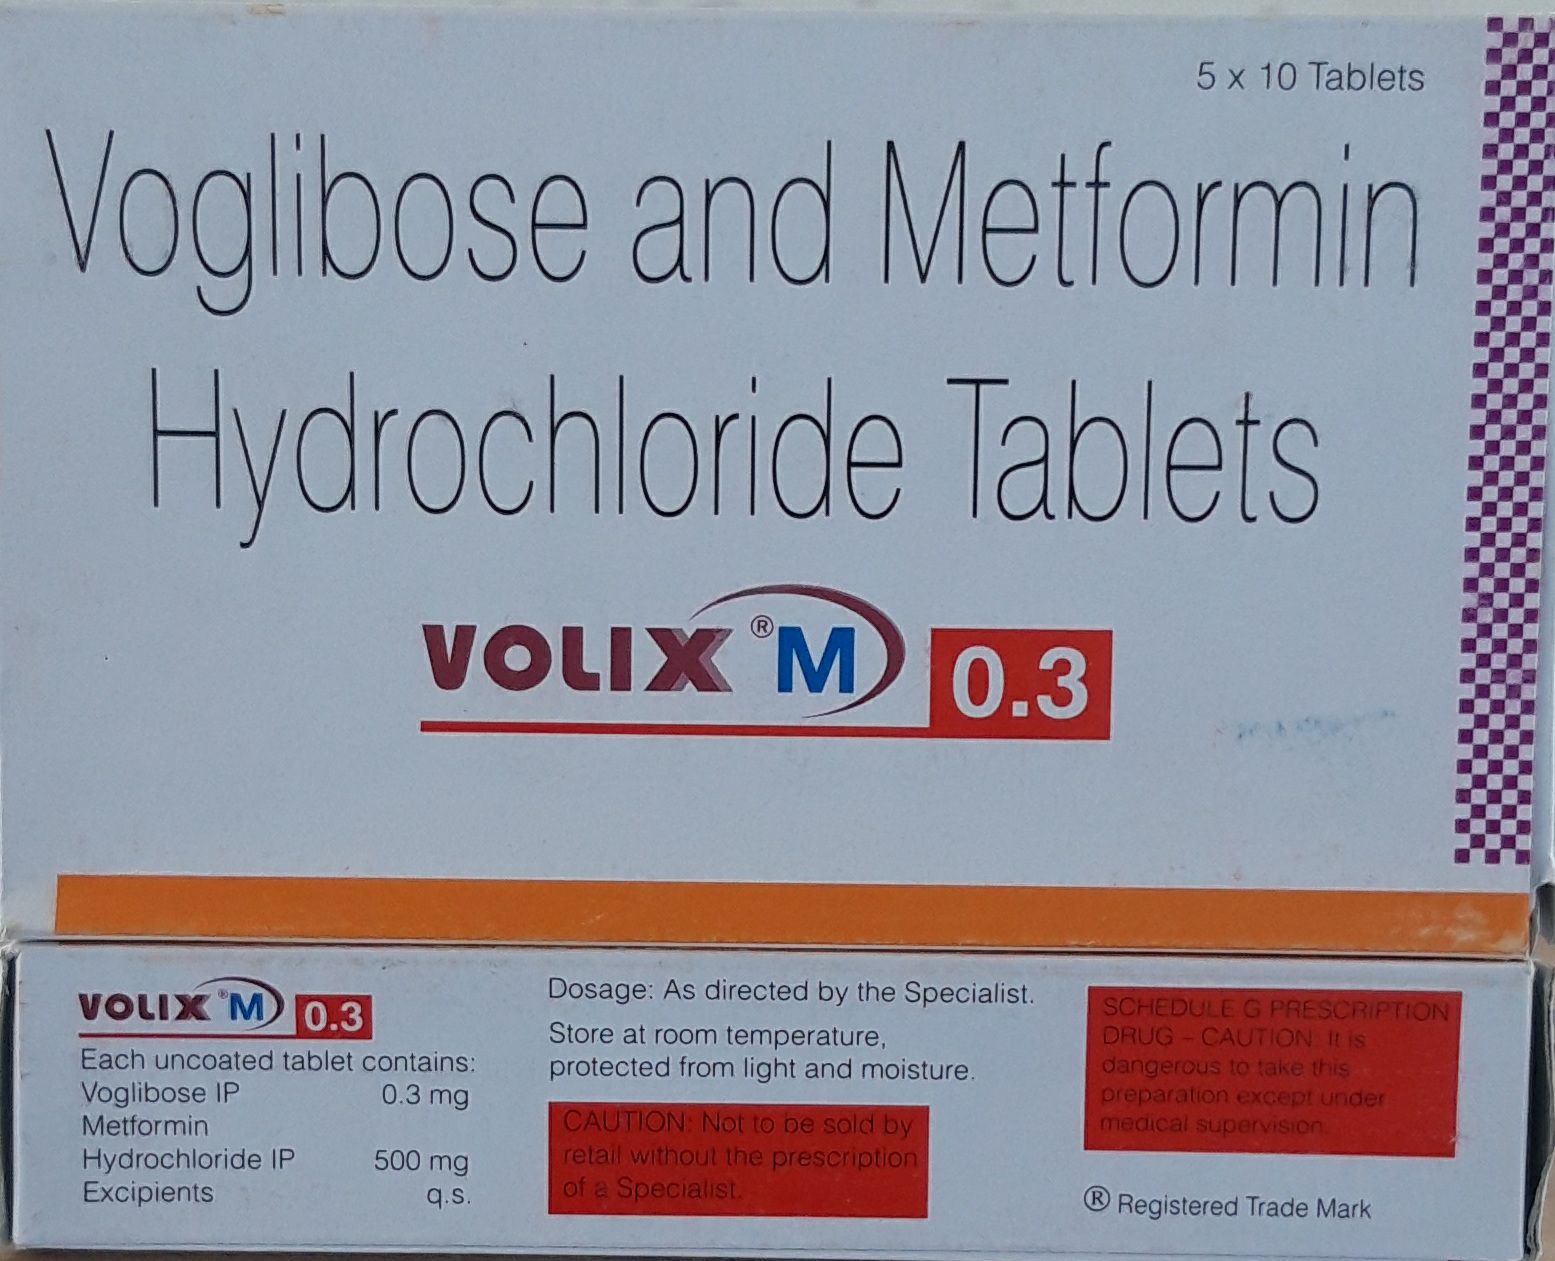 5 x 10 Tablets
Voglibose and Metformin
Hydrochloride Tablets
VOLIX ® M 0.3
VOLIX ® M 0.3
Each uncoated tablet contains:
Voglibose IP 0.3 mg
Metformin
Hydrochloride IP 500 mg
Excipients q.s.
Dosage: As directed by the Specialist.
Store at room temperature,
protected from light and moisture.
CAUTION: Not to be sold by
retail without the prescription
of a Specialist.
SCHEDULE G PRESCRIPTION
DRUG – CAUTION: It is
dangerous to take this
preparation except under
medical supervision.
® Registered Trade Mark